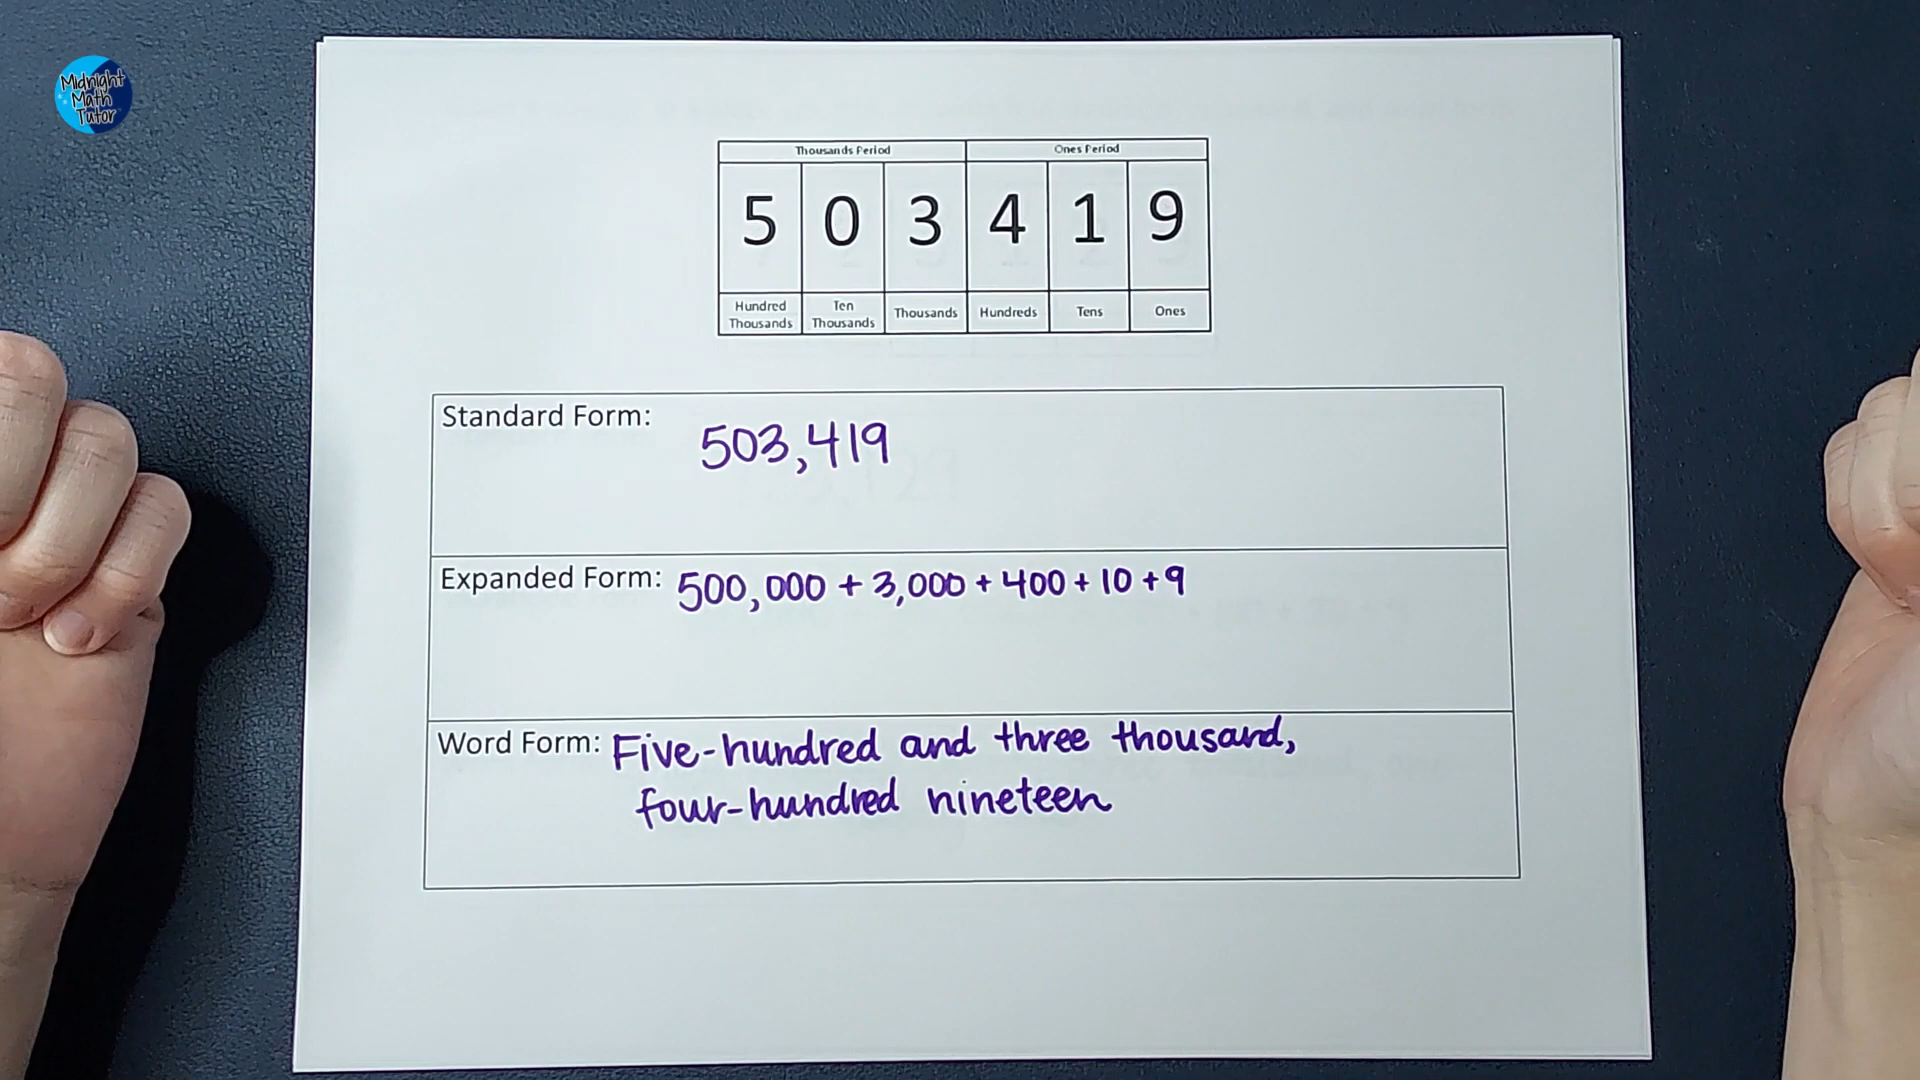 Midnight
Math
Tutor
Thousands Period Ones Period
5 0 3 4 1 9
Hundred Thousands Ten Thousands Thousands Hundreds Tens Ones
Standard Form: 503,419
Expanded Form: 500,000 + 3,000 + 400 + 10 + 9
Word Form: Five-hundred and three thousand,
four-hundred nineteen